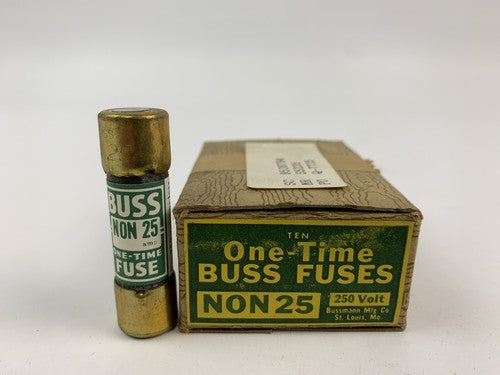 BUSS
NON 25
amp
ONE-TIME
FUSE
TEN
One-Time
BUSS FUSES
NON 25
250 Volt
Bussmann Mfg Co
St. Louis, Mo.